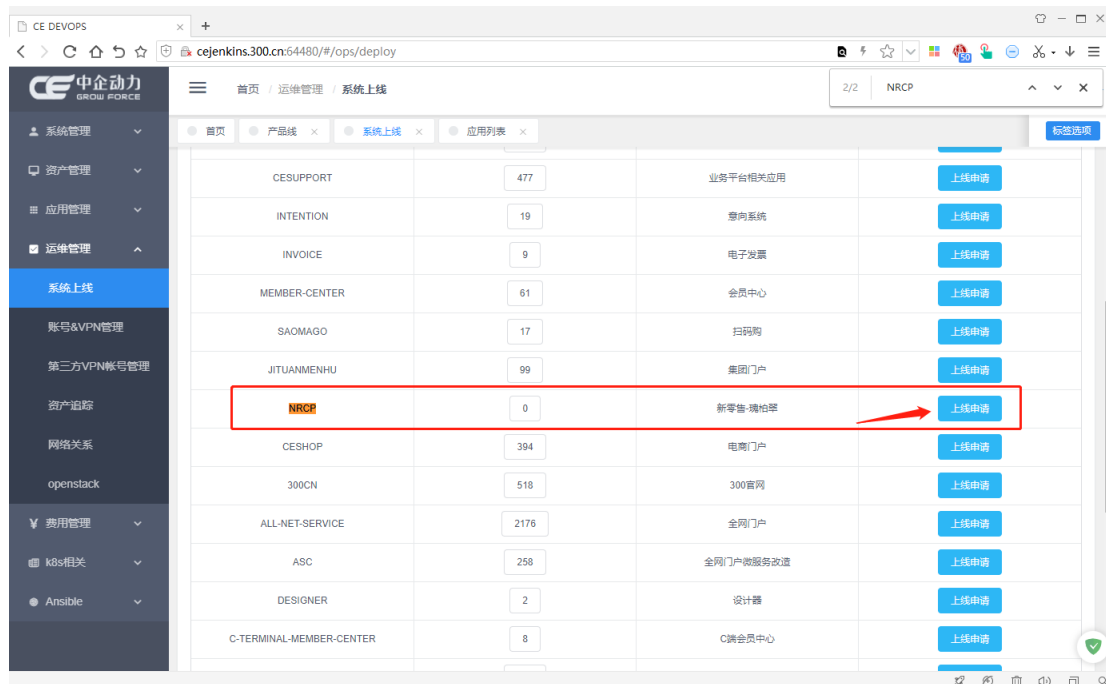 CE DEVOPS
cejenkins.300.cn:64480/#/ops/deploy
50
中企动力
GROW FORCE
首页 / 运维管理 / 系统上线
2/2 NRCP
首页 产品线 系统上线 应用列表
标签选项
系统管理
资产管理
应用管理
运维管理
系统上线
账号&VPN管理
第三方VPN帐号管理
资产追踪
网络关系
openstack
费用管理
k8s相关
Ansible
CESUPPORT 477 业务平台相关应用 上线申请
INTENTION 19 意向系统 上线申请
INVOICE 9 电子发票 上线申请
MEMBER-CENTER 61 会员中心 上线申请
SAOMAGO 17 扫码购 上线申请
JITUANMENHU 99 集团门户 上线申请
NRCP 0 新零售-瑰柏翠 上线申请
CESHOP 394 电商门户 上线申请
300CN 518 300官网 上线申请
ALL-NET-SERVICE 2176 全网门户 上线申请
ASC 258 全网门户微服务改造 上线申请
DESIGNER 2 设计器 上线申请
C-TERMINAL-MEMBER-CENTER 8 C端会员中心 上线申请